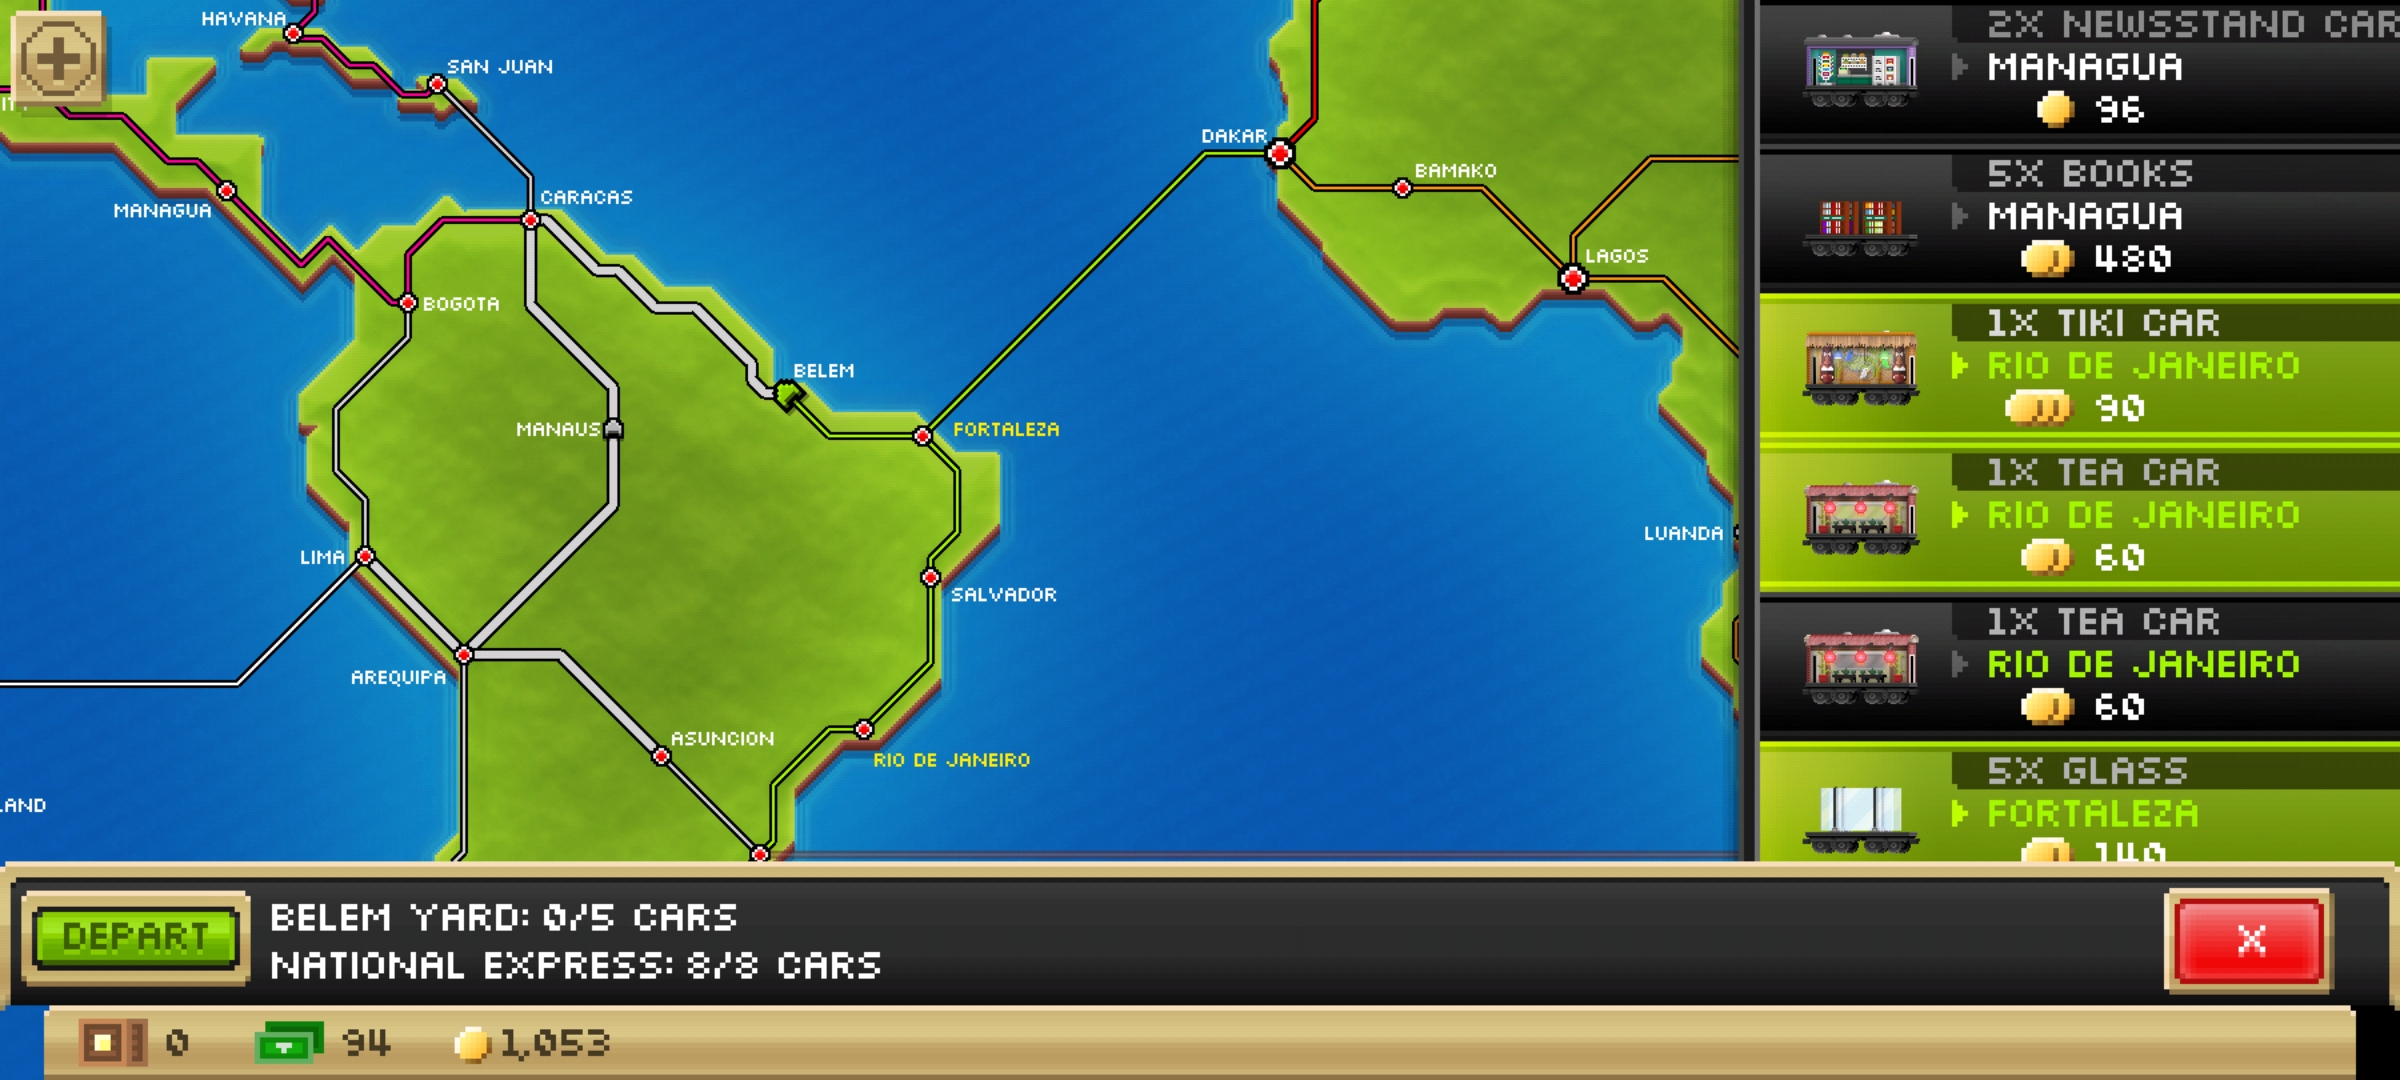 HAVANA
SAN JUAN
MANAGUA
CARACAS
BOGOTA
BELEM
MANAUS
FORTALEZA
LIMA
SALVADOR
AREQUIPA
ASUNCION
RIO DE JANEIRO
LAND
DAKAR
BAMAKO
LAGOS
LUANDA
2X NEWSSTAND CAR
MANAGUA
96
5X BOOKS
MANAGUA
480
1X TIKI CAR
RIO DE JANEIRO
90
1X TEA CAR
RIO DE JANEIRO
60
1X TEA CAR
RIO DE JANEIRO
60
5X GLASS
FORTALEZA
140
DEPART
BELEM YARD: 0/5 CARS
NATIONAL EXPRESS: 8/8 CARS
X
0
94
1,053